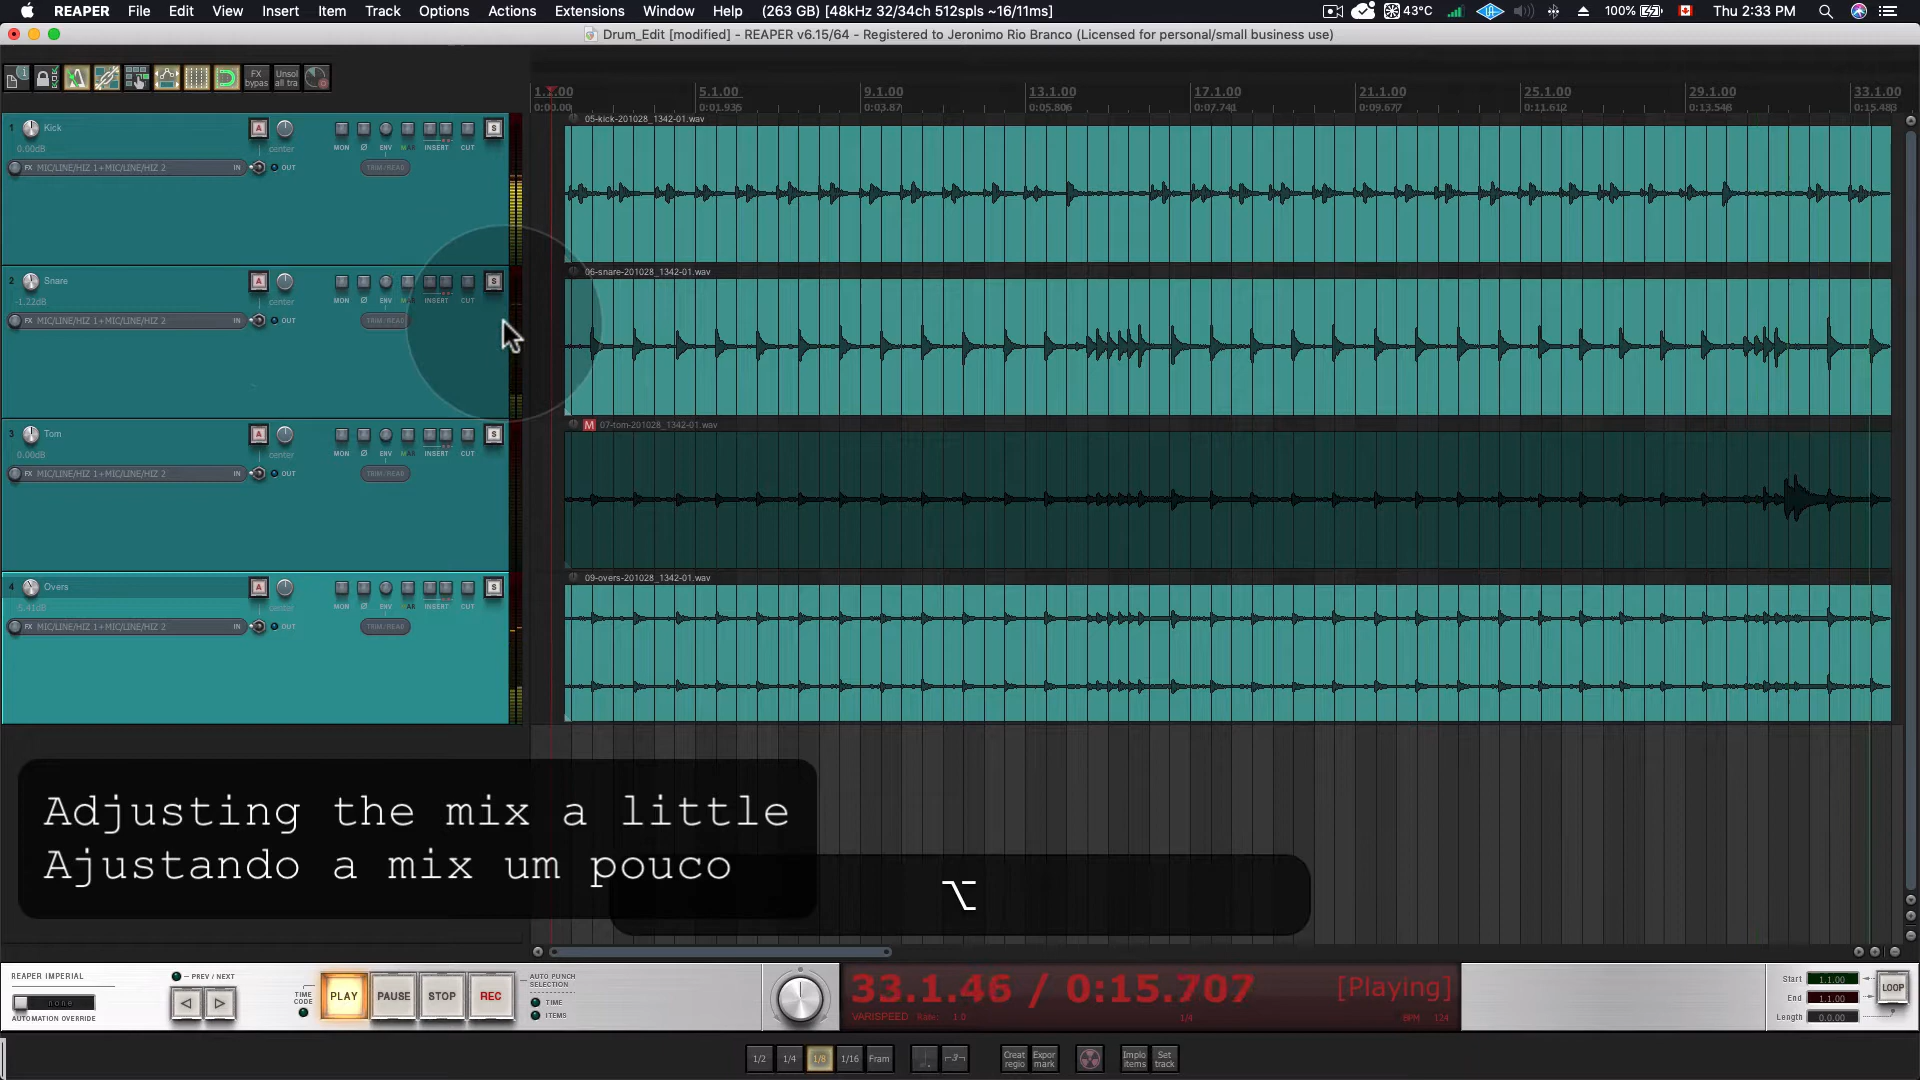 REAPER File Edit View Insert Item Track Options Actions Extensions Window Help (263 GB) [48kHz 32/34ch 512spls ~16/11ms] 43°C 100% Thu 2:33 PM
Drum_Edit [modified] - REAPER v6.15/64 - Registered to Jeronimo Rio Branco (Licensed for personal/small business use)
FX bypas Unsol all tra
1.1.00 5.1.00 9.1.00 13.1.00 17.1.00 21.1.00 25.1.00 29.1.00 33.1.00
0:00.00 0:01.935 0:03.87 0:05.806 0:07.741 0:09.677 0:11.612 0:13.548 0:15.483
05-kick-201028_1342-01.wav
1 Kick A S
0.00dB center MON Ø ENV MAR INSERT CUT
FX MIC/LINE/HIZ 1+MIC/LINE/HIZ 2 IN OUT TRIM/READ
06-snare-201028_1342-01.wav
2 Snare A S
-1.22dB center MON Ø ENV MAR INSERT CUT
FX MIC/LINE/HIZ 1+MIC/LINE/HIZ 2 IN OUT TRIM/READ
M 07-tom-201028_1342-01.wav
3 Tom A S
0.00dB center MON Ø ENV MAR INSERT CUT
FX MIC/LINE/HIZ 1+MIC/LINE/HIZ 2 IN OUT TRIM/READ
09-overs-201028_1342-01.wav
4 Overs A S
-5.41dB center MON Ø ENV MAR INSERT CUT
FX MIC/LINE/HIZ 1+MIC/LINE/HIZ 2 IN OUT TRIM/READ
Adjusting the mix a little
Ajustando a mix um pouco
⌥
REAPER IMPERIAL
none
AUTOMATION OVERRIDE
PREV / NEXT
TIME CODE
PLAY PAUSE STOP REC
AUTO PUNCH SELECTION
TIME
ITEMS
33.1.46 / 0:15.707 [Playing]
VARISPEED Rate: 1.0 1/4 BPM 124
Start 1.1.00
End 1.1.00
Length 0.0.00
LOOP
1/2 1/4 1/8 1/16 Fram 3 Creat regio Expor mark Implo items Set track